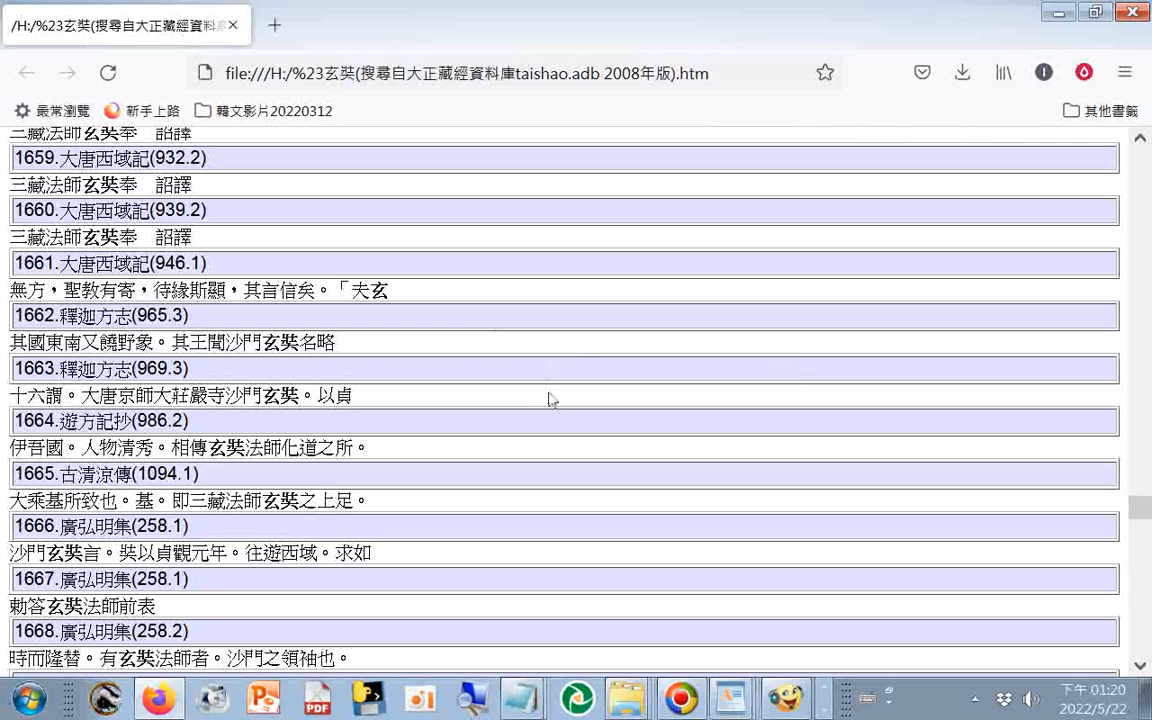 /H:/%23玄奘(搜尋自大正藏經資料庫
file:///H:/%23玄奘(搜尋自大正藏經資料庫taishao.adb 2008年版).htm
最常瀏覽 新手上路 韓文影片20220312 其他書籤
三藏法師玄奘奉　詔譯
1659.大唐西域記(932.2)
三藏法師玄奘奉　詔譯
1660.大唐西域記(939.2)
三藏法師玄奘奉　詔譯
1661.大唐西域記(946.1)
無方，聖教有寄，待緣斯顯，其言信矣。「夫玄
1662.釋迦方志(965.3)
其國東南又饒野象。其王聞沙門玄奘名略
1663.釋迦方志(969.3)
十六謂。大唐京師大莊嚴寺沙門玄奘。以貞
1664.遊方記抄(986.2)
伊吾國。人物清秀。相傳玄奘法師化道之所。
1665.古清涼傳(1094.1)
大乘基所致也。基。即三藏法師玄奘之上足。
1666.廣弘明集(258.1)
沙門玄奘言。奘以貞觀元年。往遊西域。求如
1667.廣弘明集(258.1)
勅答玄奘法師前表
1668.廣弘明集(258.2)
時而隆替。有玄奘法師者。沙門之領袖也。
下午 01:20
2022/5/22